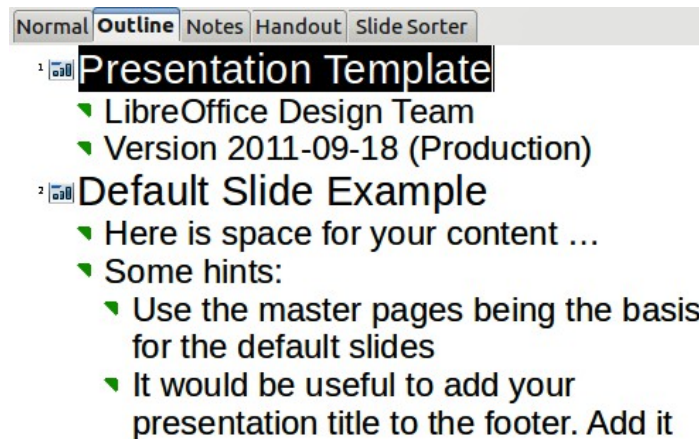 Normal Outline Notes Handout Slide Sorter
1 Presentation Template
LibreOffice Design Team
Version 2011-09-18 (Production)
2 Default Slide Example
Here is space for your content …
Some hints:
Use the master pages being the basis
for the default slides
It would be useful to add your
presentation title to the footer. Add it